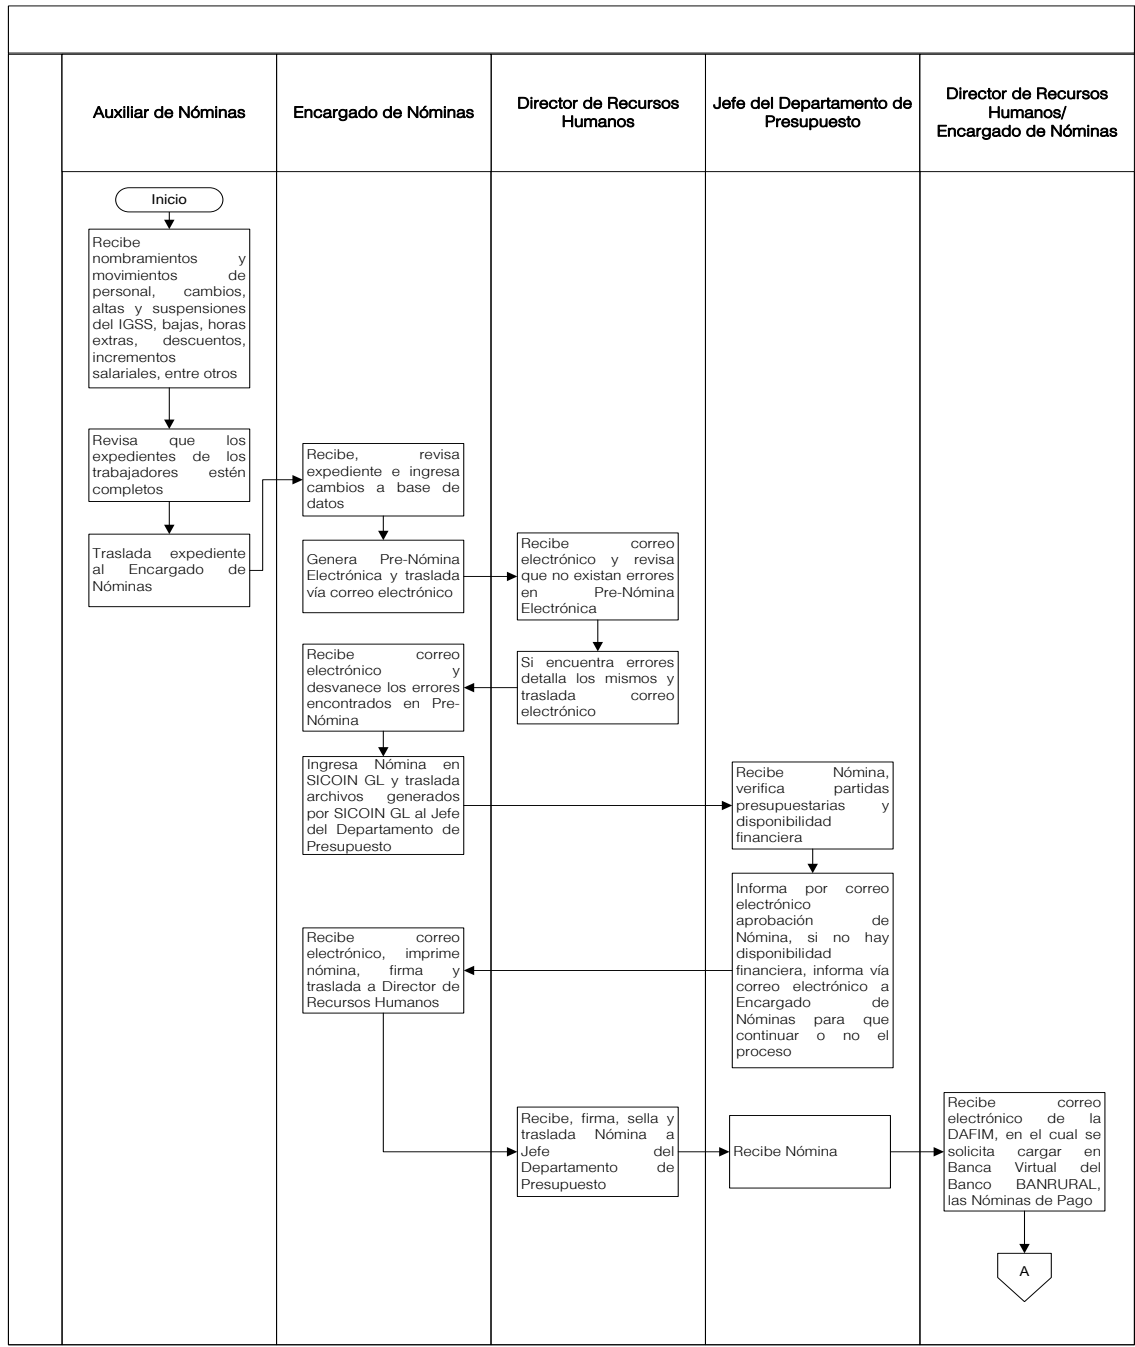 Auxiliar de Nóminas
Encargado de Nóminas
Director de Recursos
Humanos
Jefe del Departamento de
Presupuesto
Director de Recursos
Humanos/
Encargado de Nóminas
Inicio
Recibe
nombramientos y
movimientos de
personal, cambios,
altas y suspensiones
del IGSS, bajas, horas
extras, descuentos,
incrementos
salariales, entre otros
Revisa que los
expedientes de los
trabajadores estén
completos
Traslada expediente
al Encargado de
Nóminas
Recibe, revisa
expediente e ingresa
cambios a base de
datos
Genera Pre-Nómina
Electrónica y traslada
vía correo electrónico
Recibe correo
electrónico y revisa
que no existan errores
en Pre-Nómina
Electrónica
Si encuentra errores
detalla los mismos y
traslada correo
electrónico
Recibe correo
electrónico y
desvanece los errores
encontrados en Pre-
Nómina
Ingresa Nómina en
SICOIN GL y traslada
archivos generados
por SICOIN GL al Jefe
del Departamento de
Presupuesto
Recibe Nómina,
verifica partidas
presupuestarias y
disponibilidad
financiera
Informa por correo
electrónico
aprobación de
Nómina, si no hay
disponibilidad
financiera, informa vía
correo electrónico a
Encargado de
Nóminas para que
continuar o no el
proceso
Recibe correo
electrónico, imprime
nómina, firma y
traslada a Director de
Recursos Humanos
Recibe, firma, sella y
traslada Nómina a
Jefe del
Departamento de
Presupuesto
Recibe Nómina
Recibe correo
electrónico de la
DAFIM, en el cual se
solicita cargar en
Banca Virtual del
Banco BANRURAL,
las Nóminas de Pago
A